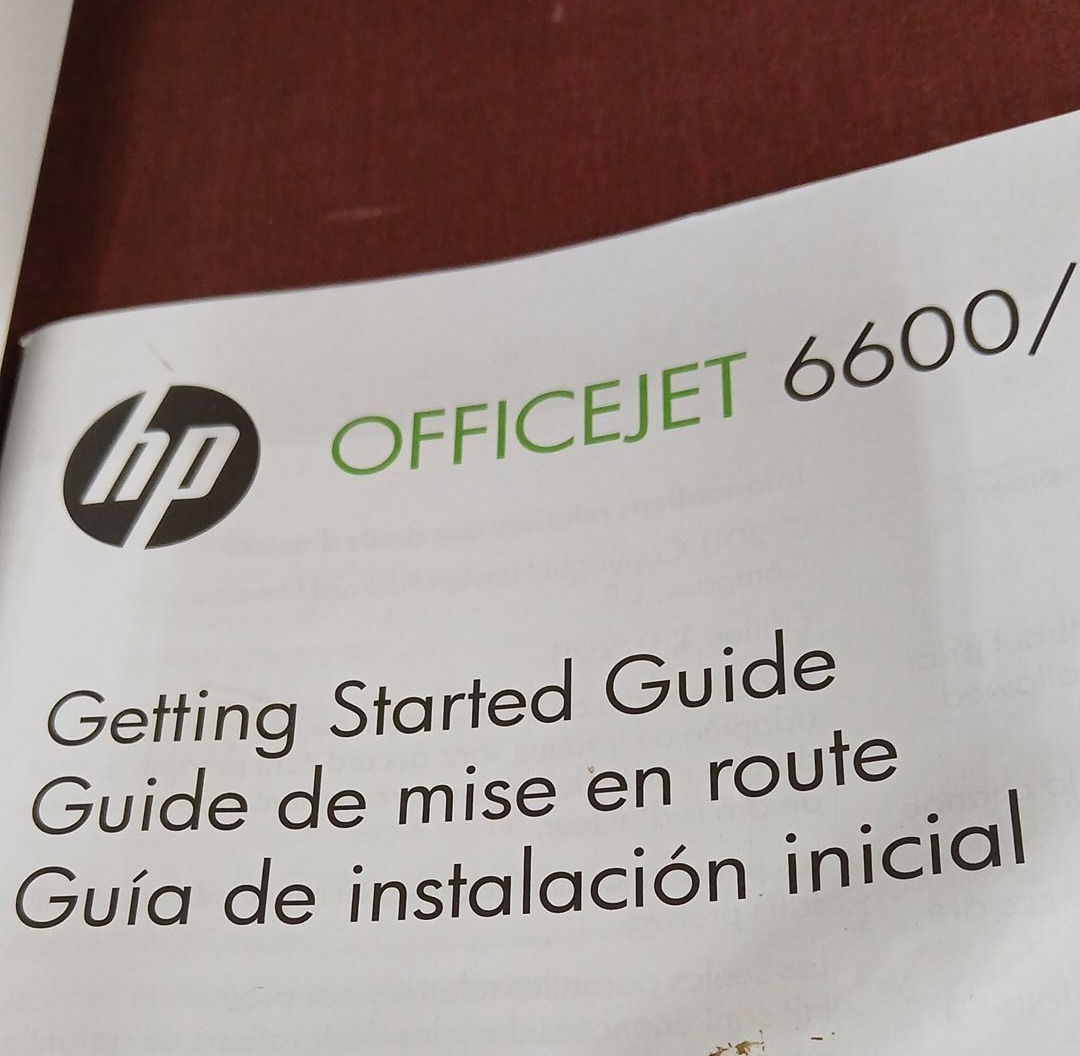 hp OFFICEJET 6600/
Getting Started Guide
Guide de mise en route
Guía de instalación inicial